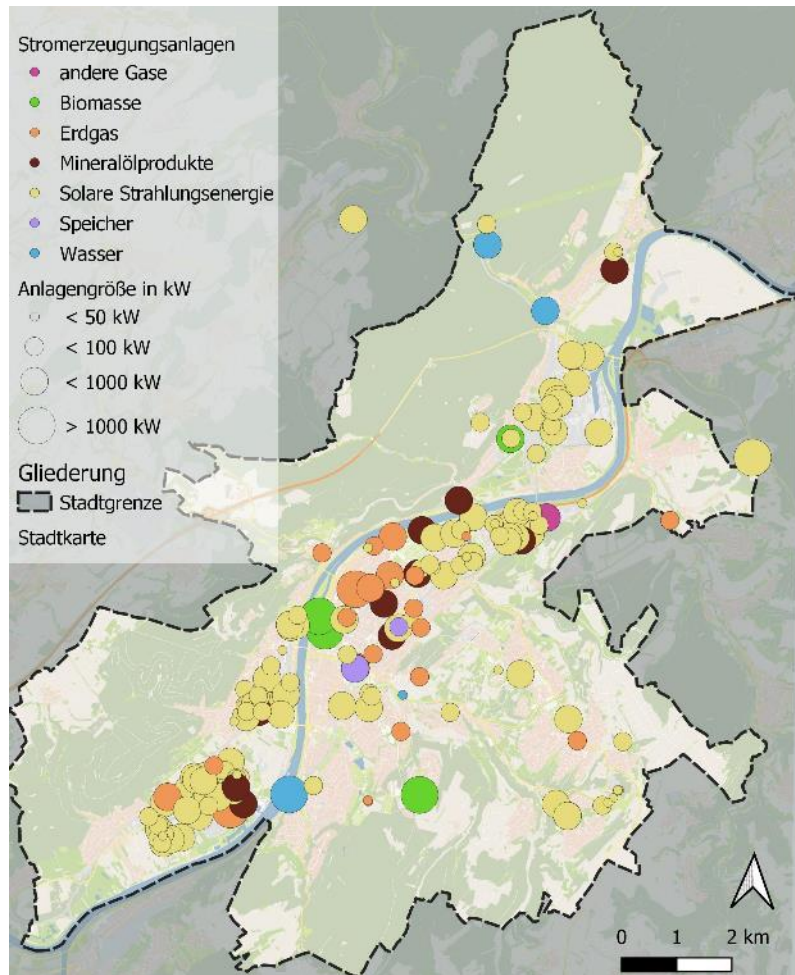 Stromerzeugungsanlagen
andere Gase
Biomasse
Erdgas
Mineralölprodukte
Solare Strahlungsenergie
Speicher
Wasser
Anlagengröße in kW
< 50 kW
< 100 kW
< 1000 kW
> 1000 kW
Gliederung
Stadtgrenze
Stadtkarte
0 1 2 km